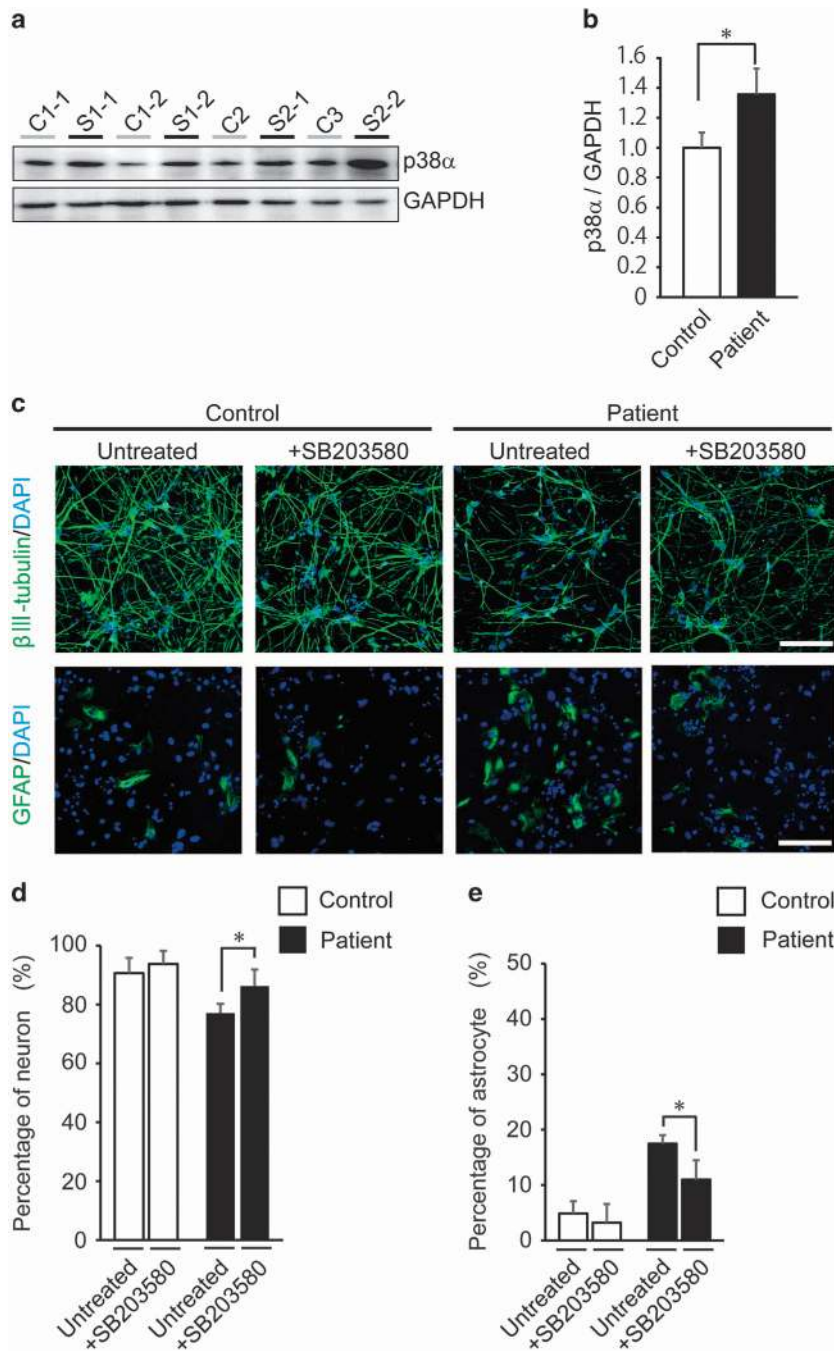 a
C1-1 S1-1 C1-2 S1-2 C2 S2-1 C3 S2-2
p38α
GAPDH
b
*
p38α / GAPDH
1.6
1.4
1.2
1.0
0.8
0.6
0.4
0.2
0
Control
Patient
c
Control Patient
Untreated +SB203580 Untreated +SB203580
βIII-tubulin/DAPI
GFAP/DAPI
d
Control
Patient
*
Percentage of neuron (%)
100
80
60
40
20
0
Untreated
+SB203580
Untreated
+SB203580
e
Control
Patient
*
Percentage of astrocyte (%)
50
40
30
20
10
0
Untreated
+SB203580
Untreated
+SB203580